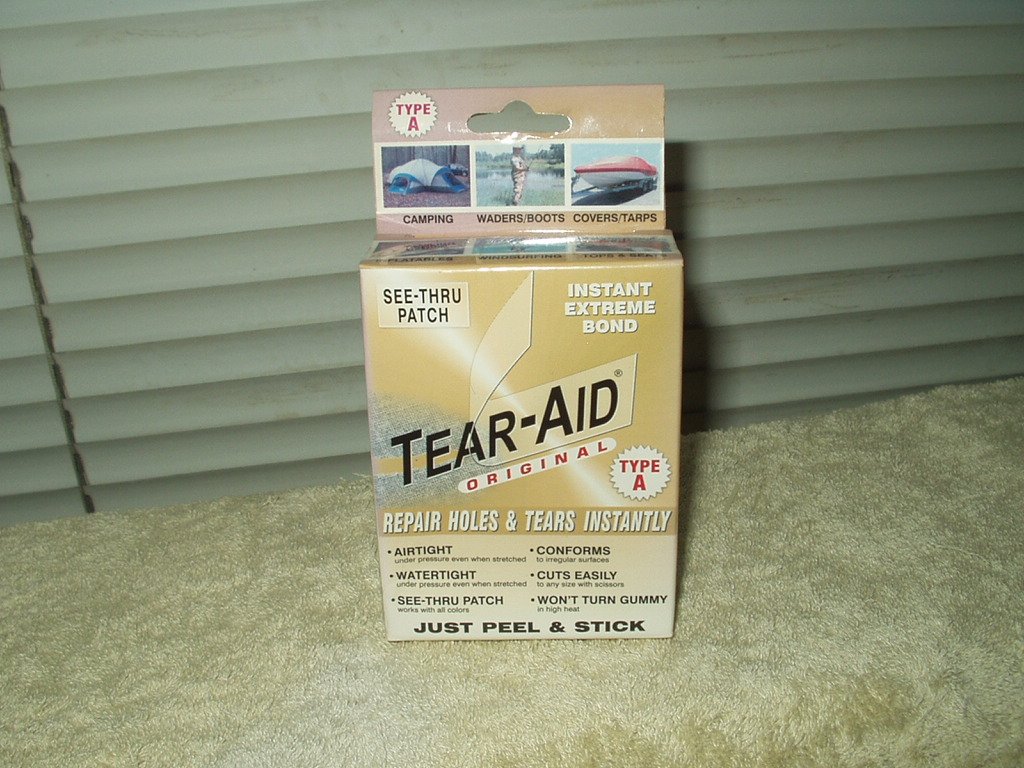 TYPE
A
CAMPING WADERS/BOOTS COVERS/TARPS
WINDSURFING TOPS & SEATS
SEE-THRU
PATCH
INSTANT
EXTREME
BOND
TEAR-AID®
ORIGINAL
TYPE
A
REPAIR HOLES & TEARS INSTANTLY
• AIRTIGHT
under pressure even when stretched
• WATERTIGHT
under pressure even when stretched
• SEE-THRU PATCH
works with all colors
• CONFORMS
to irregular surfaces
• CUTS EASILY
to any size with scissors
• WON'T TURN GUMMY
in high heat
JUST PEEL & STICK